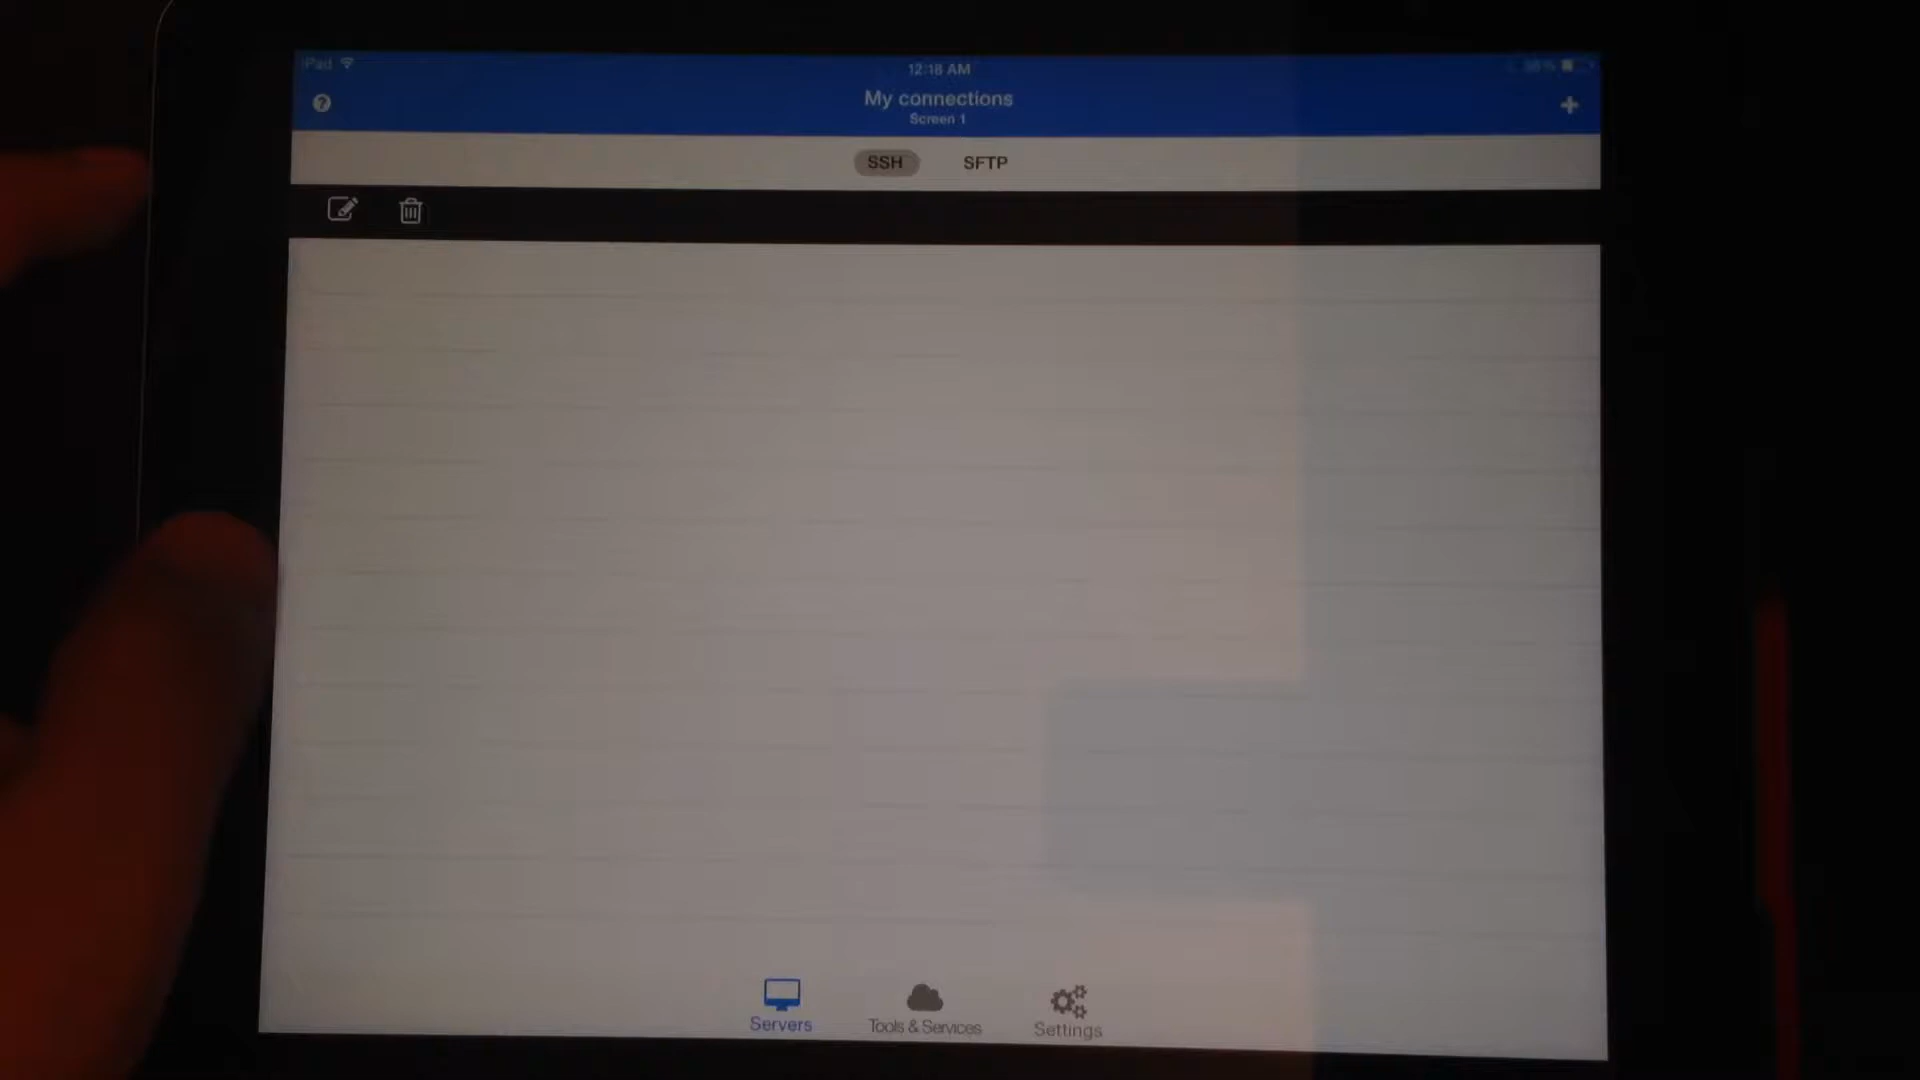 iPad
12:18 AM
My connections
Screen 1
SSH SFTP
Servers
Tools & Services
Settings